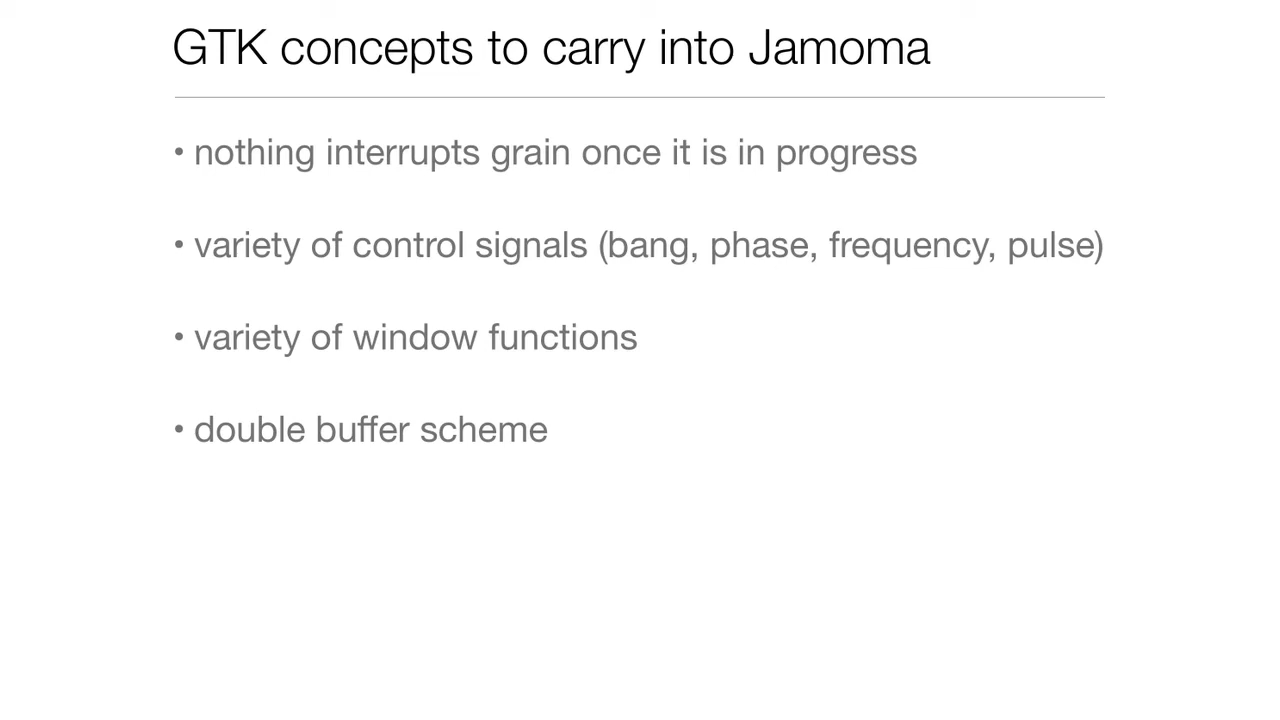 GTK concepts to carry into Jamoma
• nothing interrupts grain once it is in progress
• variety of control signals (bang, phase, frequency, pulse)
• variety of window functions
• double buffer scheme